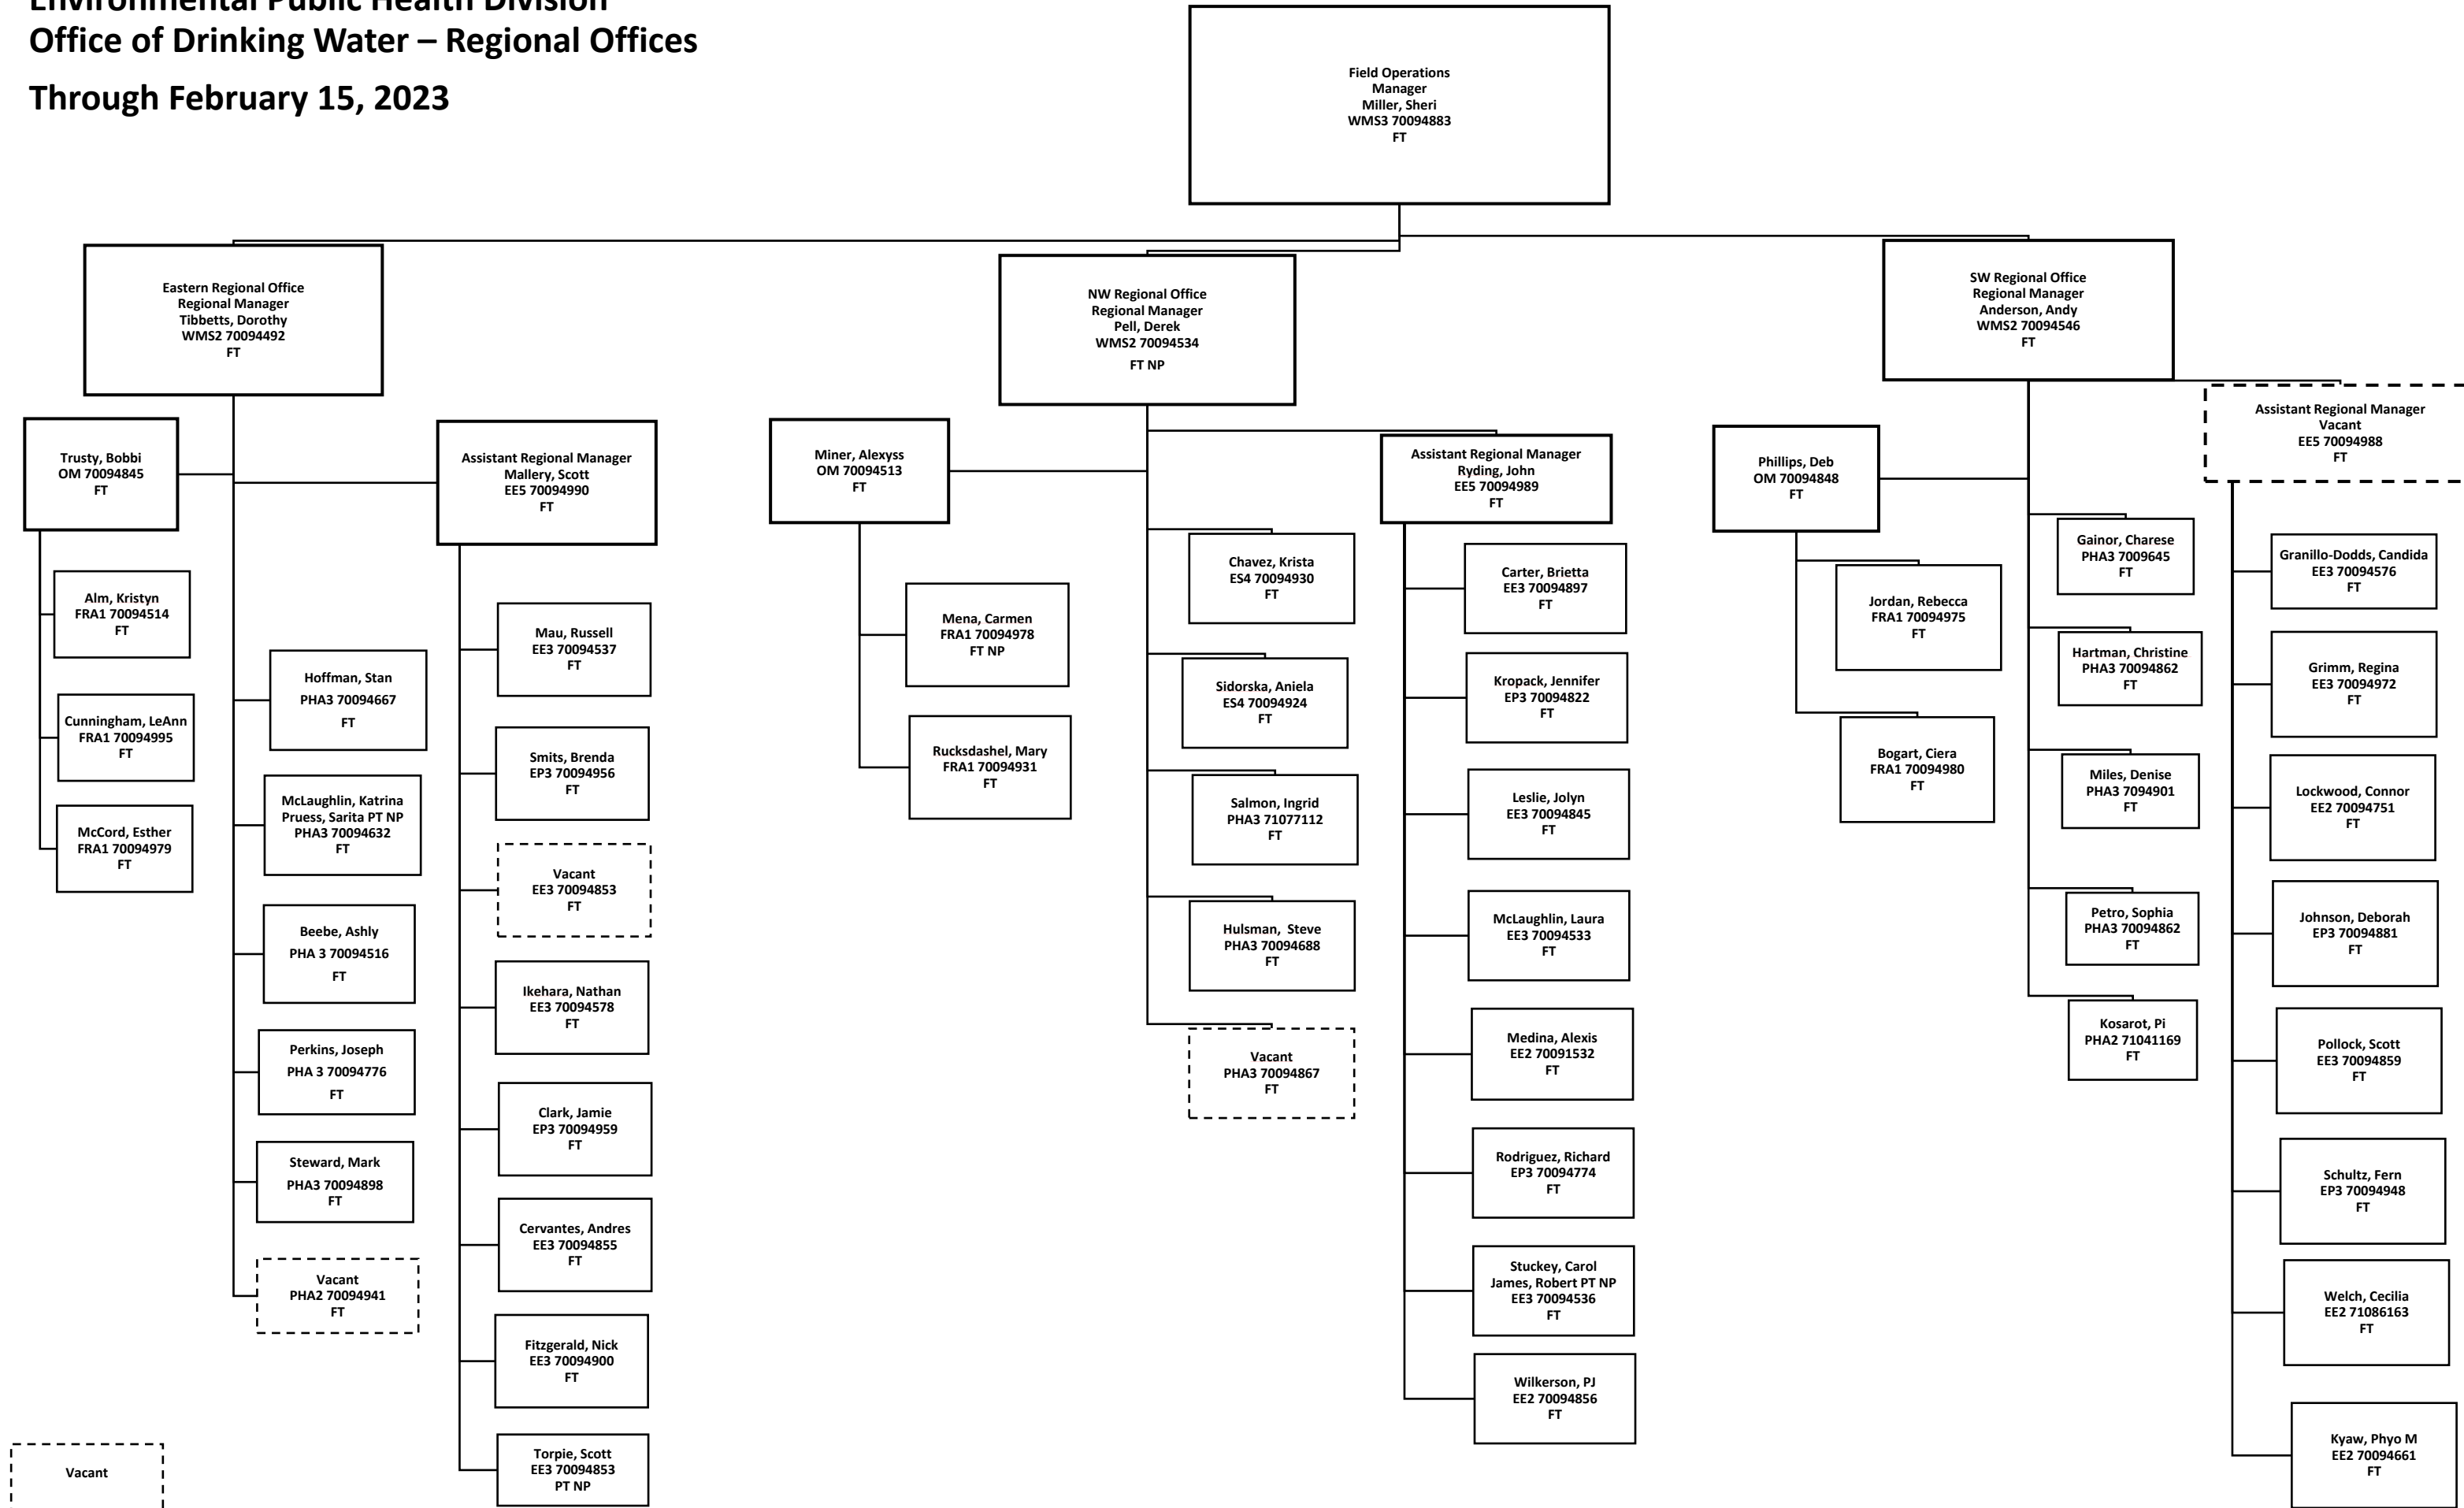 Environmental Public Health Division
Office of Drinking Water – Regional Offices
Through February 15, 2023
Field Operations
Manager
Miller, Sheri
WMS3 70094883
FT
Eastern Regional Office
Regional Manager
Tibbetts, Dorothy
WMS2 70094492
FT
NW Regional Office
Regional Manager
Pell, Derek
WMS2 70094534
FT NP
SW Regional Office
Regional Manager
Anderson, Andy
WMS2 70094546
FT
Trusty, Bobbi
OM 70094845
FT
Alm, Kristyn
FRA1 70094514
FT
Cunningham, LeAnn
FRA1 70094995
FT
McCord, Esther
FRA1 70094979
FT
Hoffman, Stan
PHA3 70094667
FT
McLaughlin, Katrina
Pruess, Sarita PT NP
PHA3 70094632
FT
Beebe, Ashly
PHA 3 70094516
FT
Perkins, Joseph
PHA 3 70094776
FT
Steward, Mark
PHA3 70094898
FT
Vacant
PHA2 70094941
FT
Assistant Regional Manager
Mallery, Scott
EE5 70094990
FT
Mau, Russell
EE3 70094537
FT
Smits, Brenda
EP3 70094956
FT
Vacant
EE3 70094853
FT
Ikehara, Nathan
EE3 70094578
FT
Clark, Jamie
EP3 70094959
FT
Cervantes, Andres
EE3 70094855
FT
Fitzgerald, Nick
EE3 70094900
FT
Torpie, Scott
EE3 70094853
PT NP
Miner, Alexyss
OM 70094513
FT
Mena, Carmen
FRA1 70094978
FT NP
Rucksdashel, Mary
FRA1 70094931
FT
Chavez, Krista
ES4 70094930
FT
Sidorska, Aniela
ES4 70094924
FT
Salmon, Ingrid
PHA3 71077112
FT
Hulsman, Steve
PHA3 70094688
FT
Vacant
PHA3 70094867
FT
Assistant Regional Manager
Ryding, John
EE5 70094989
FT
Carter, Brietta
EE3 70094897
FT
Kropack, Jennifer
EP3 70094822
FT
Leslie, Jolyn
EE3 70094845
FT
McLaughlin, Laura
EE3 70094533
FT
Medina, Alexis
EE2 70091532
FT
Rodriguez, Richard
EP3 70094774
FT
Stuckey, Carol
James, Robert PT NP
EE3 70094536
FT
Wilkerson, PJ
EE2 70094856
FT
Phillips, Deb
OM 70094848
FT
Jordan, Rebecca
FRA1 70094975
FT
Bogart, Ciera
FRA1 70094980
FT
Gainor, Charese
PHA3 7009645
FT
Hartman, Christine
PHA3 70094862
FT
Miles, Denise
PHA3 7094901
FT
Petro, Sophia
PHA3 70094862
FT
Kosarot, Pi
PHA2 71041169
FT
Assistant Regional Manager
Vacant
EE5 70094988
FT
Granillo-Dodds, Candida
EE3 70094576
FT
Grimm, Regina
EE3 70094972
FT
Lockwood, Connor
EE2 70094751
FT
Johnson, Deborah
EP3 70094881
FT
Pollock, Scott
EE3 70094859
FT
Schultz, Fern
EP3 70094948
FT
Welch, Cecilia
EE2 71086163
FT
Kyaw, Phyo M
EE2 70094661
FT
Vacant